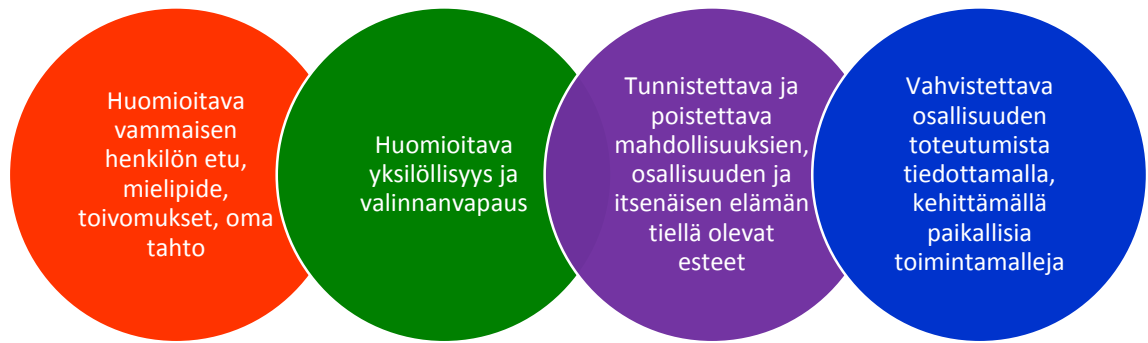 Huomioitava
vammaisen
henkilön etu,
mielipide,
toivomukset, oma
tahto
Huomioitava
yksilöllisyys ja
valinnanvapaus
Tunnistettava ja
poistettava
mahdollisuuksien,
osallisuuden ja
itsenäisen elämän
tiellä olevat
esteet
Vahvistettava
osallisuuden
toteutumista
tiedottamalla,
kehittämällä
paikallisia
toimintamalleja